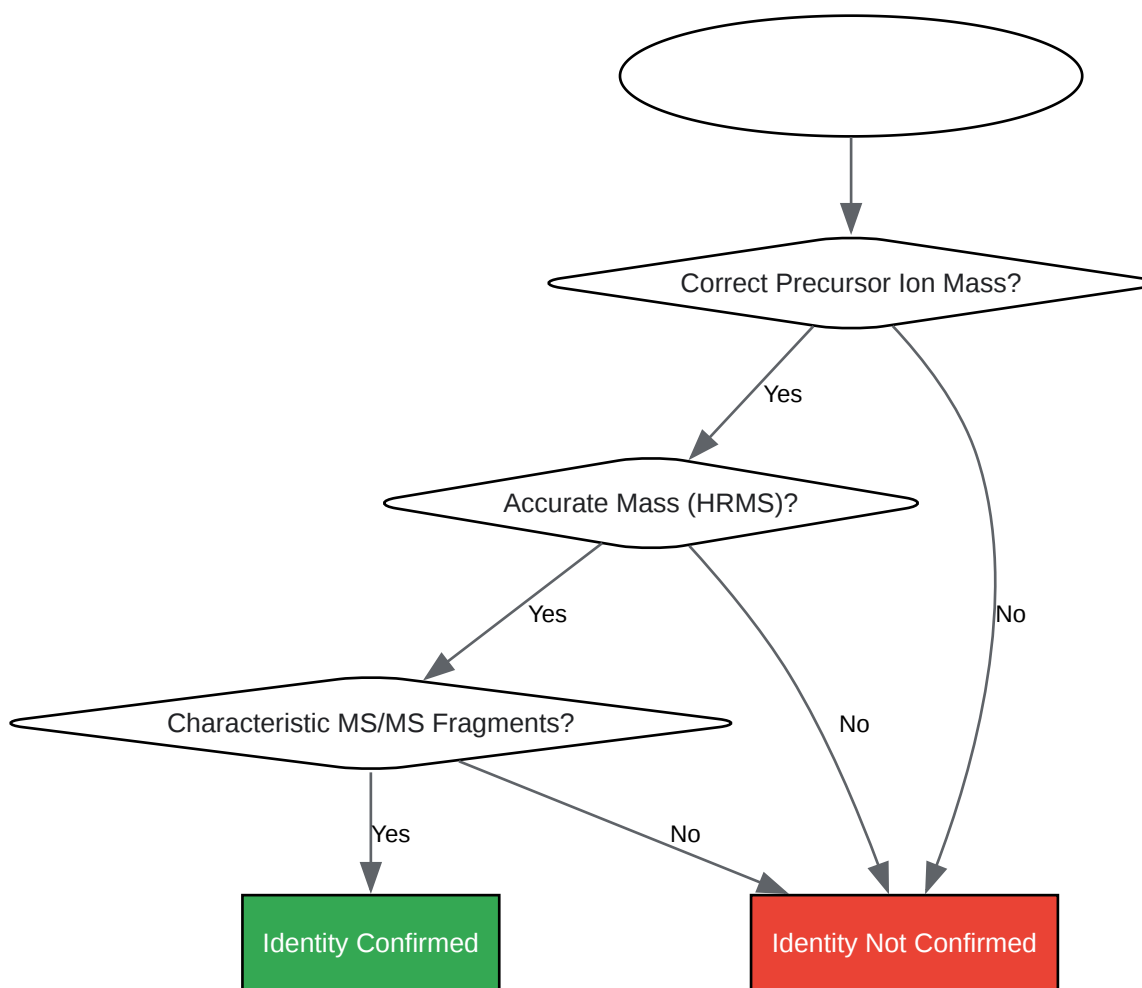 Correct Precursor Ion Mass?
Yes
Accurate Mass (HRMS)?
Yes
No
Characteristic MS/MS Fragments?
No
Yes
No
Identity Confirmed
Identity Not Confirmed